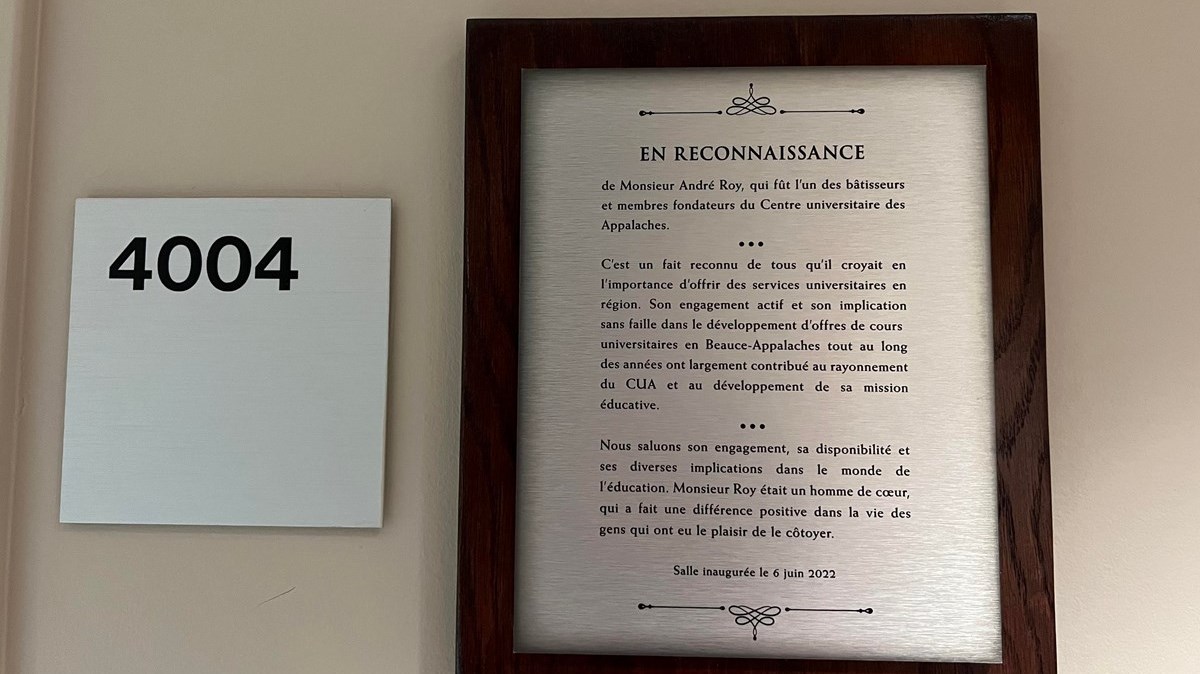 4004
EN RECONNAISSANCE
de Monsieur André Roy, qui fût l'un des bâtisseurs
et membres fondateurs du Centre universitaire des
Appalaches.
•••
C'est un fait reconnu de tous qu'il croyait en
l'importance d'offrir des services universitaires en
région. Son engagement actif et son implication
sans faille dans le développement d'offres de cours
universitaires en Beauce-Appalaches tout au long
des années ont largement contribué au rayonnement
du CUA et au développement de sa mission
éducative.
•••
Nous saluons son engagement, sa disponibilité et
ses diverses implications dans le monde de
l'éducation. Monsieur Roy était un homme de cœur,
qui a fait une différence positive dans la vie des
gens qui ont eu le plaisir de le côtoyer.
Salle inaugurée le 6 juin 2022